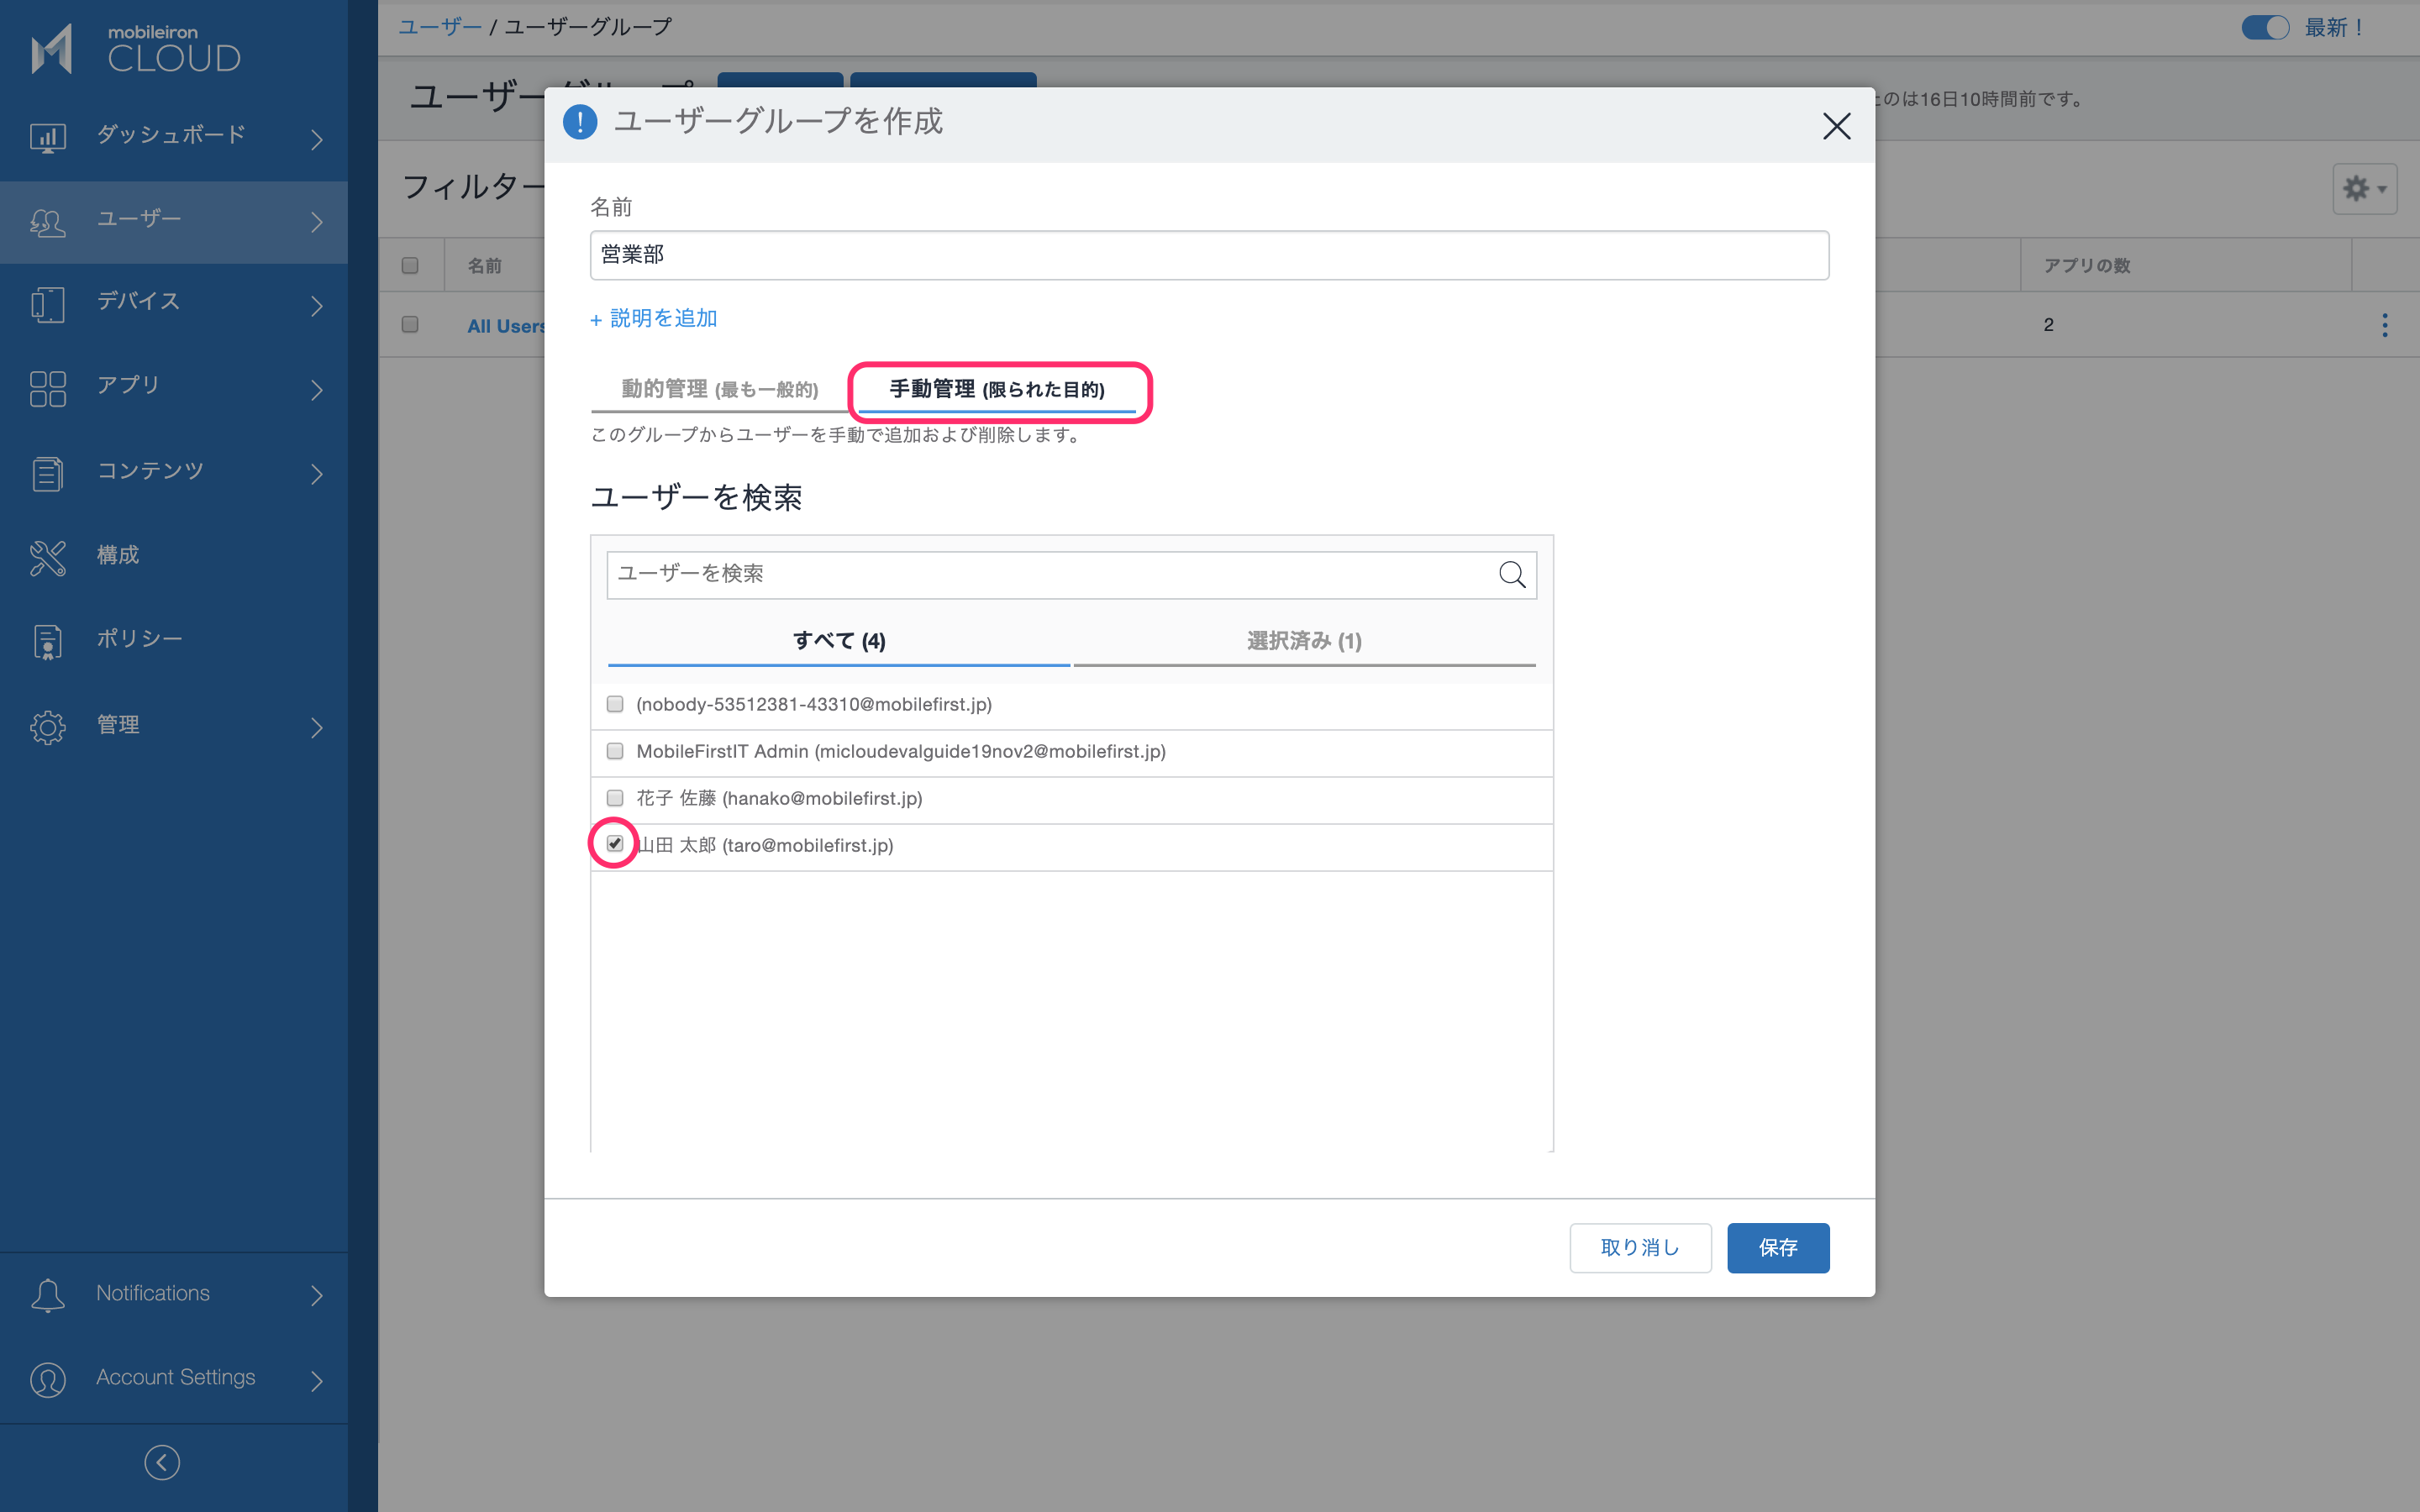 mobileiron
CLOUD
ダッシュボード
ユーザー
デバイス
アプリ
コンテンツ
構成
ポリシー
管理
Notifications
Account Settings
ユーザー / ユーザーグループ
最新！
ユーザーグループ
のは16日10時間前です。
フィルター
名前
アプリの数
All Users
2
ユーザーグループを作成
名前
営業部
+ 説明を追加
動的管理 (最も一般的)
手動管理 (限られた目的)
このグループからユーザーを手動で追加および削除します。
ユーザーを検索
ユーザーを検索
すべて (4)
選択済み (1)
(nobody-53512381-43310@mobilefirst.jp)
MobileFirstIT Admin (micloudevalguide19nov2@mobilefirst.jp)
花子 佐藤 (hanako@mobilefirst.jp)
山田 太郎 (taro@mobilefirst.jp)
取り消し
保存